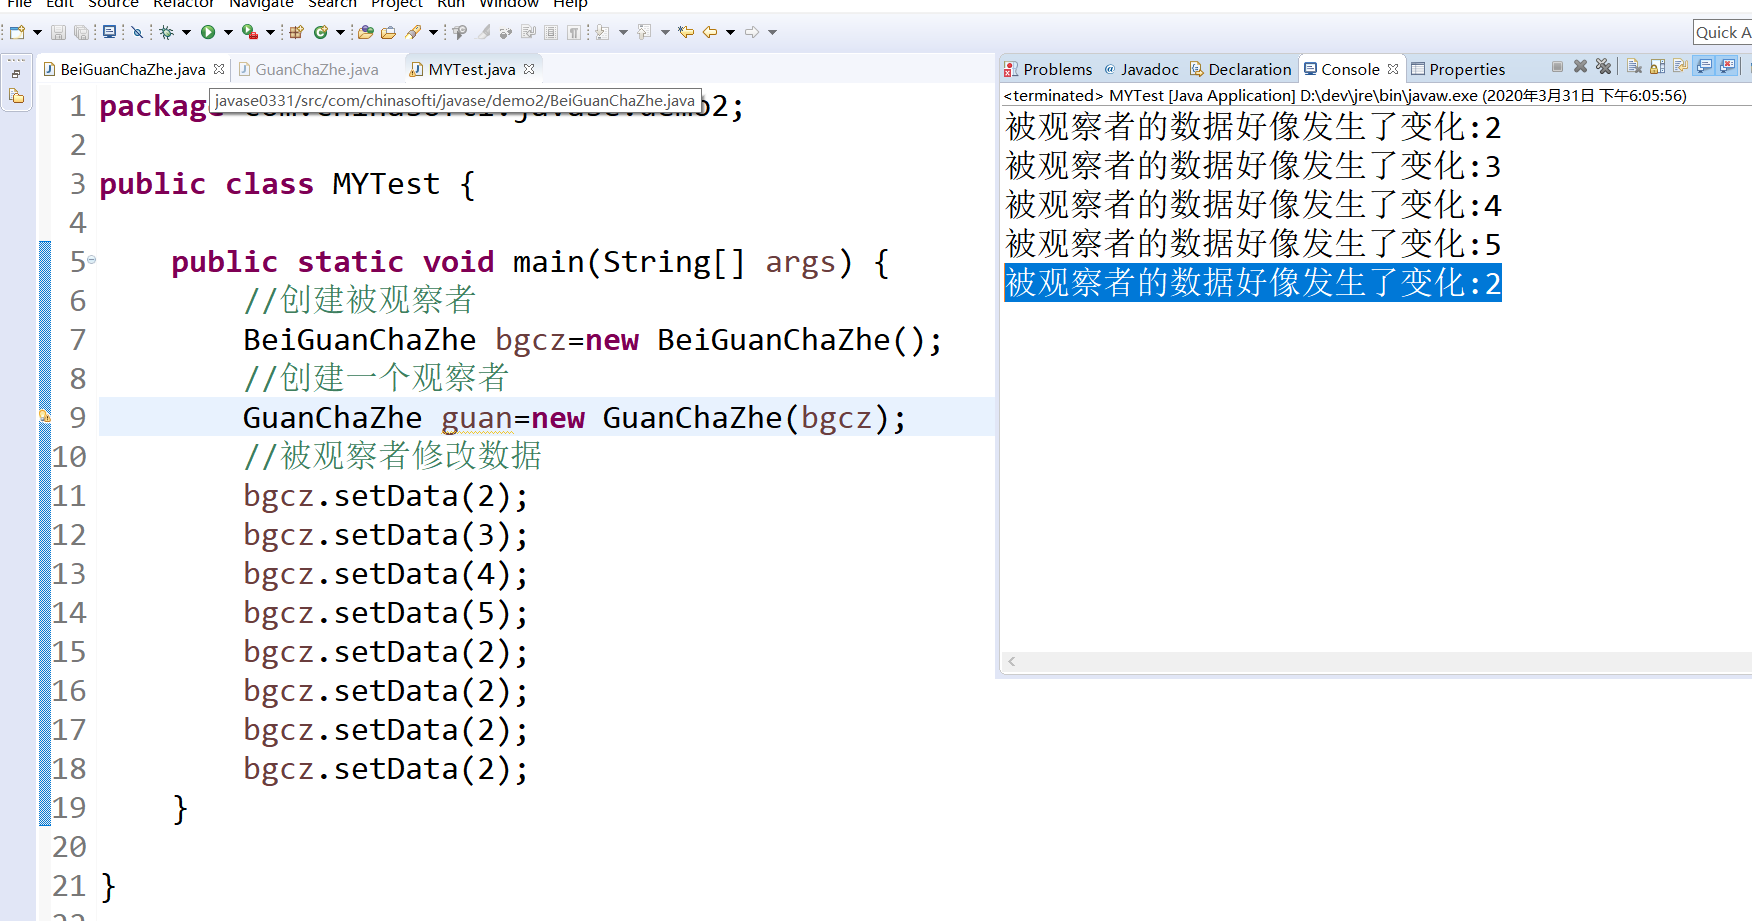 File Edit Source Refactor Navigate Search Project Run Window Help
Quick A
BeiGuanChaZhe.java GuanChaZhe.java MYTest.java
javase0331/src/com/chinasofti/javase/demo2/BeiGuanChaZhe.java
1 package com.chinasofti.javase.demo2;
2
3 public class MYTest {
4
5 public static void main(String[] args) {
6 //创建被观察者
7 BeiGuanChaZhe bgcz=new BeiGuanChaZhe();
8 //创建一个观察者
9 GuanChaZhe guan=new GuanChaZhe(bgcz);
10 //被观察者修改数据
11 bgcz.setData(2);
12 bgcz.setData(3);
13 bgcz.setData(4);
14 bgcz.setData(5);
15 bgcz.setData(2);
16 bgcz.setData(2);
17 bgcz.setData(2);
18 bgcz.setData(2);
19 }
20
21 }
22
Problems @ Javadoc Declaration Console Properties
<terminated> MYTest [Java Application] D:\dev\jre\bin\javaw.exe (2020年3月31日 下午6:05:56)
被观察者的数据好像发生了变化:2
被观察者的数据好像发生了变化:3
被观察者的数据好像发生了变化:4
被观察者的数据好像发生了变化:5
被观察者的数据好像发生了变化:2